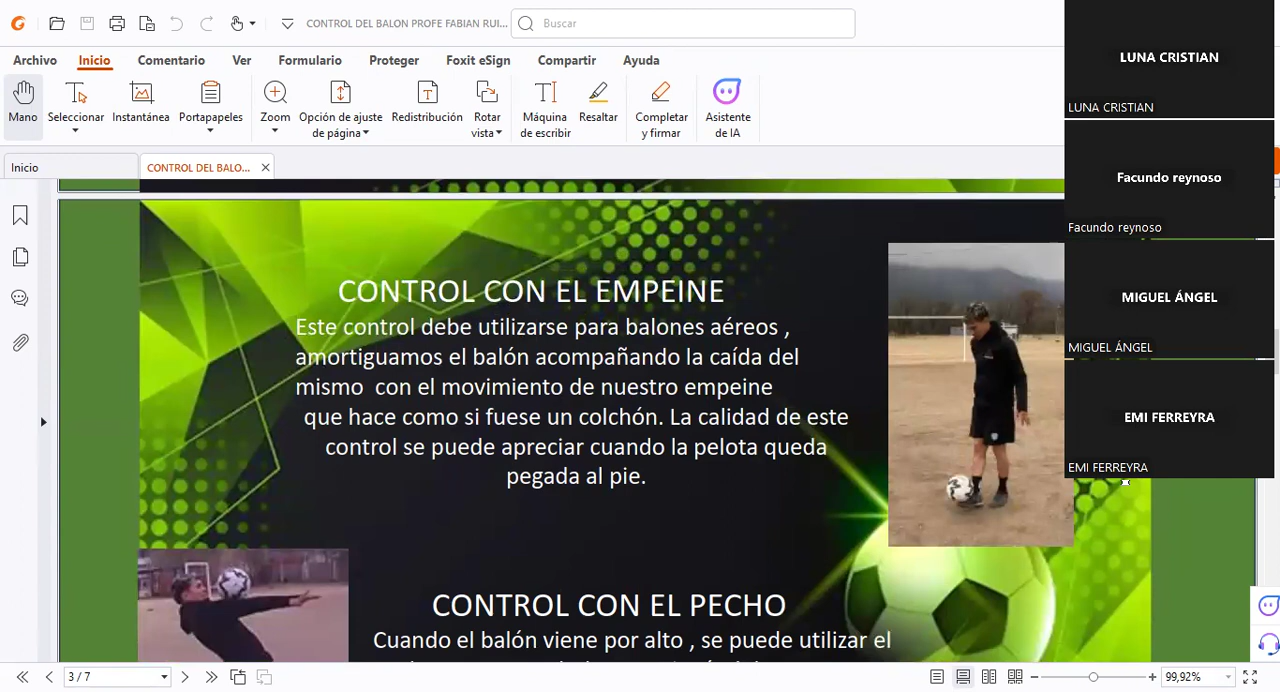 CONTROL DEL BALON PROFE FABIAN RUI...
Buscar
Archivo
Inicio
Comentario
Ver
Formulario
Proteger
Foxit eSign
Compartir
Ayuda
Mano
Seleccionar
Instantánea
Portapapeles
Zoom
Opción de ajuste
de página
Redistribución
Rotar
vista
Máquina
de escribir
Resaltar
Completar
y firmar
Asistente
de IA
Inicio
CONTROL DEL BALO...
CONTROL CON EL EMPEINE
Este control debe utilizarse para balones aéreos ,
amortiguamos el balón acompañando la caída del
mismo con el movimiento de nuestro empeine
que hace como si fuese un colchón. La calidad de este
control se puede apreciar cuando la pelota queda
pegada al pie.
CONTROL CON EL PECHO
Cuando el balón viene por alto , se puede utilizar el
LUNA CRISTIAN
LUNA CRISTIAN
Facundo reynoso
Facundo reynoso
MIGUEL ÁNGEL
MIGUEL ÁNGEL
EMI FERREYRA
EMI FERREYRA
3 / 7
99,92%